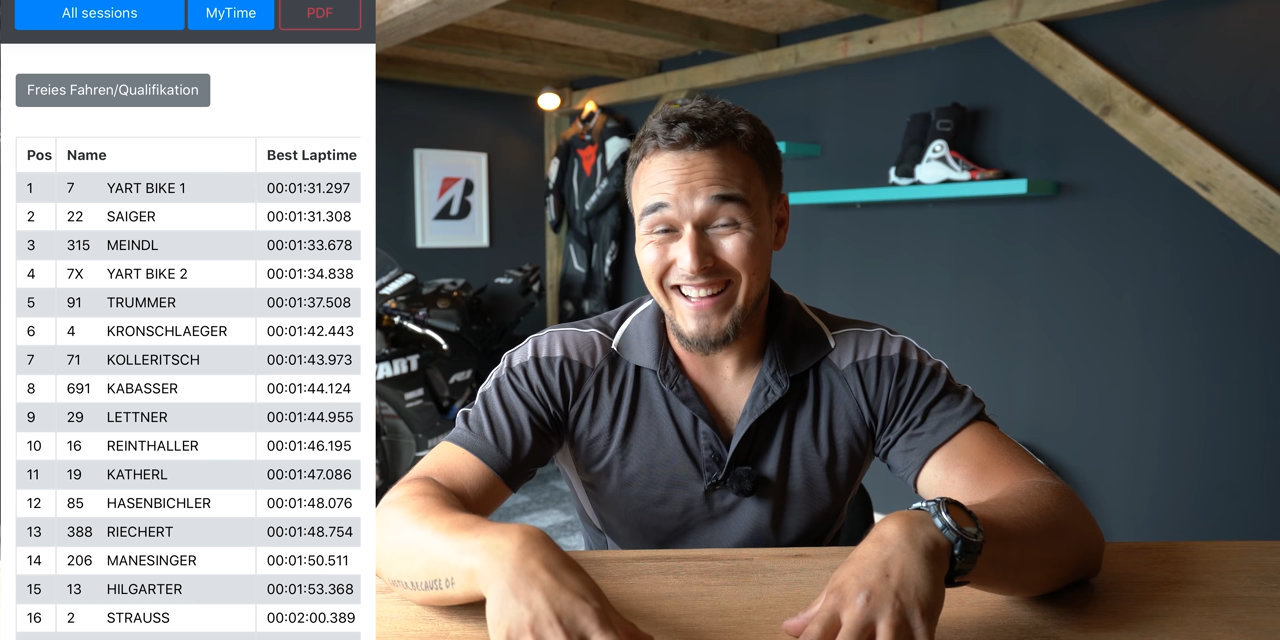 All sessions MyTime PDF
Freies Fahren/Qualifikation
Pos Name Best Laptime
1 7 YART BIKE 1 00:01:31.297
2 22 SAIGER 00:01:31.308
3 315 MEINDL 00:01:33.678
4 7X YART BIKE 2 00:01:34.838
5 91 TRUMMER 00:01:37.508
6 4 KRONSCHLAEGER 00:01:42.443
7 71 KOLLERITSCH 00:01:43.973
8 691 KABASSER 00:01:44.124
9 29 LETTNER 00:01:44.955
10 16 REINTHALLER 00:01:46.195
11 19 KATHERL 00:01:47.086
12 85 HASENBICHLER 00:01:48.076
13 388 RIECHERT 00:01:48.754
14 206 MANESINGER 00:01:50.511
15 13 HILGARTER 00:01:53.368
16 2 STRAUSS 00:02:00.389
B
YART
BECAUSE OF